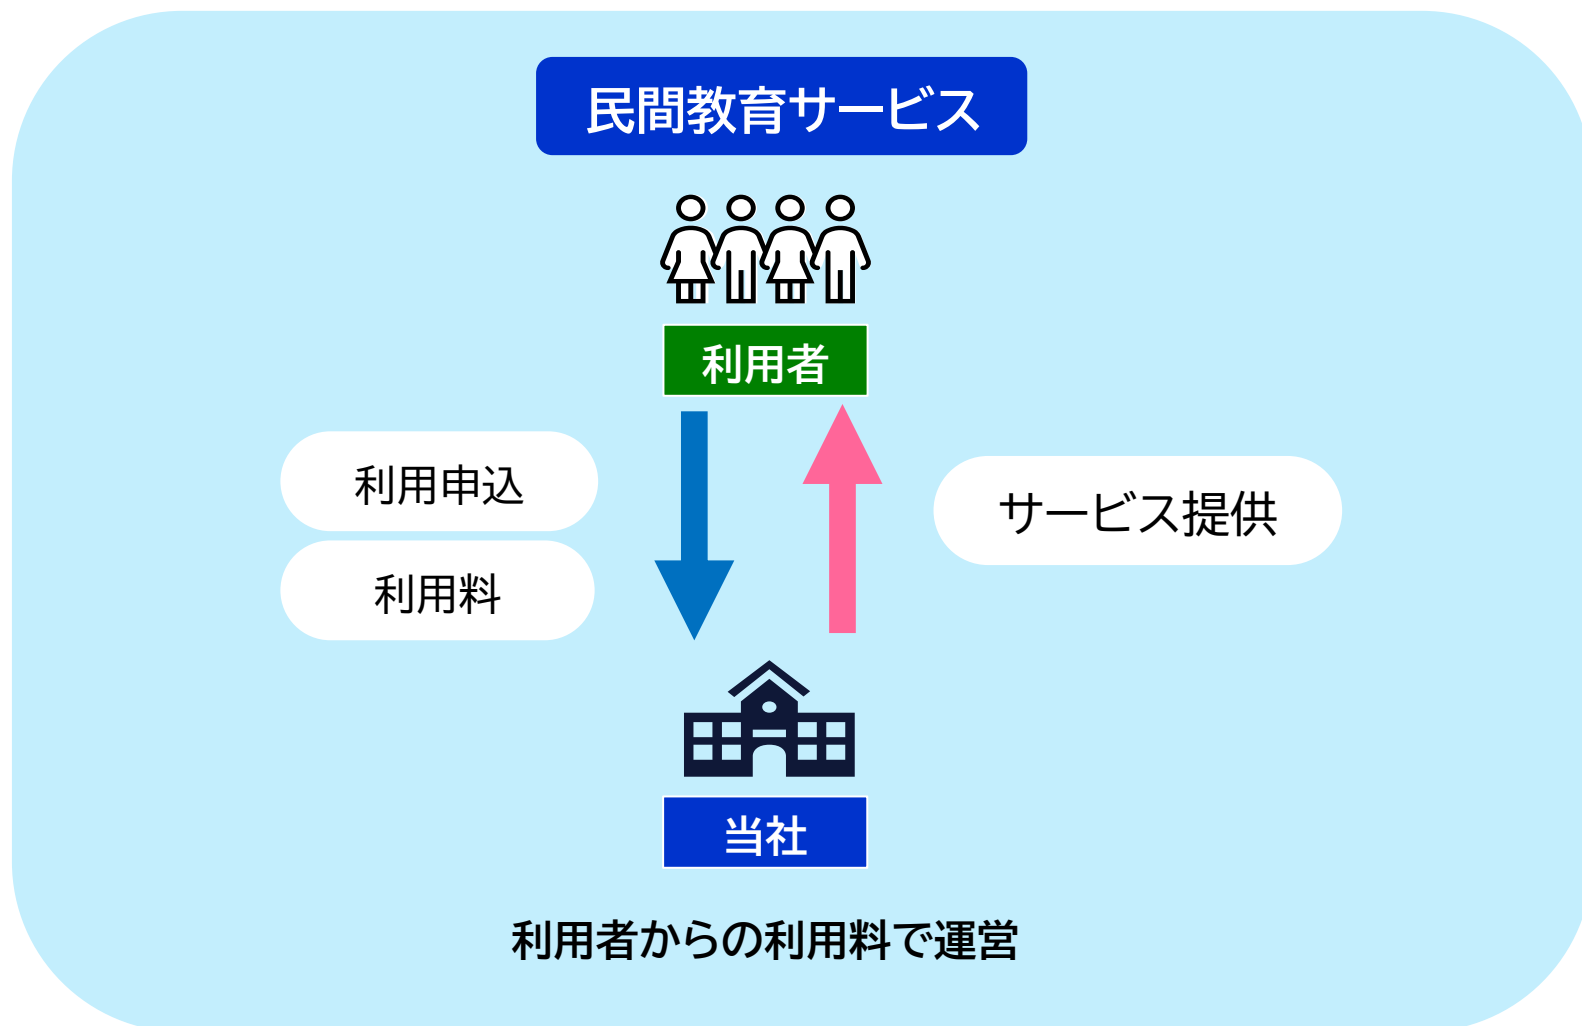 民間教育サービス
利用者
利用申込
利用料
サービス提供
当社
利用者からの利用料で運営